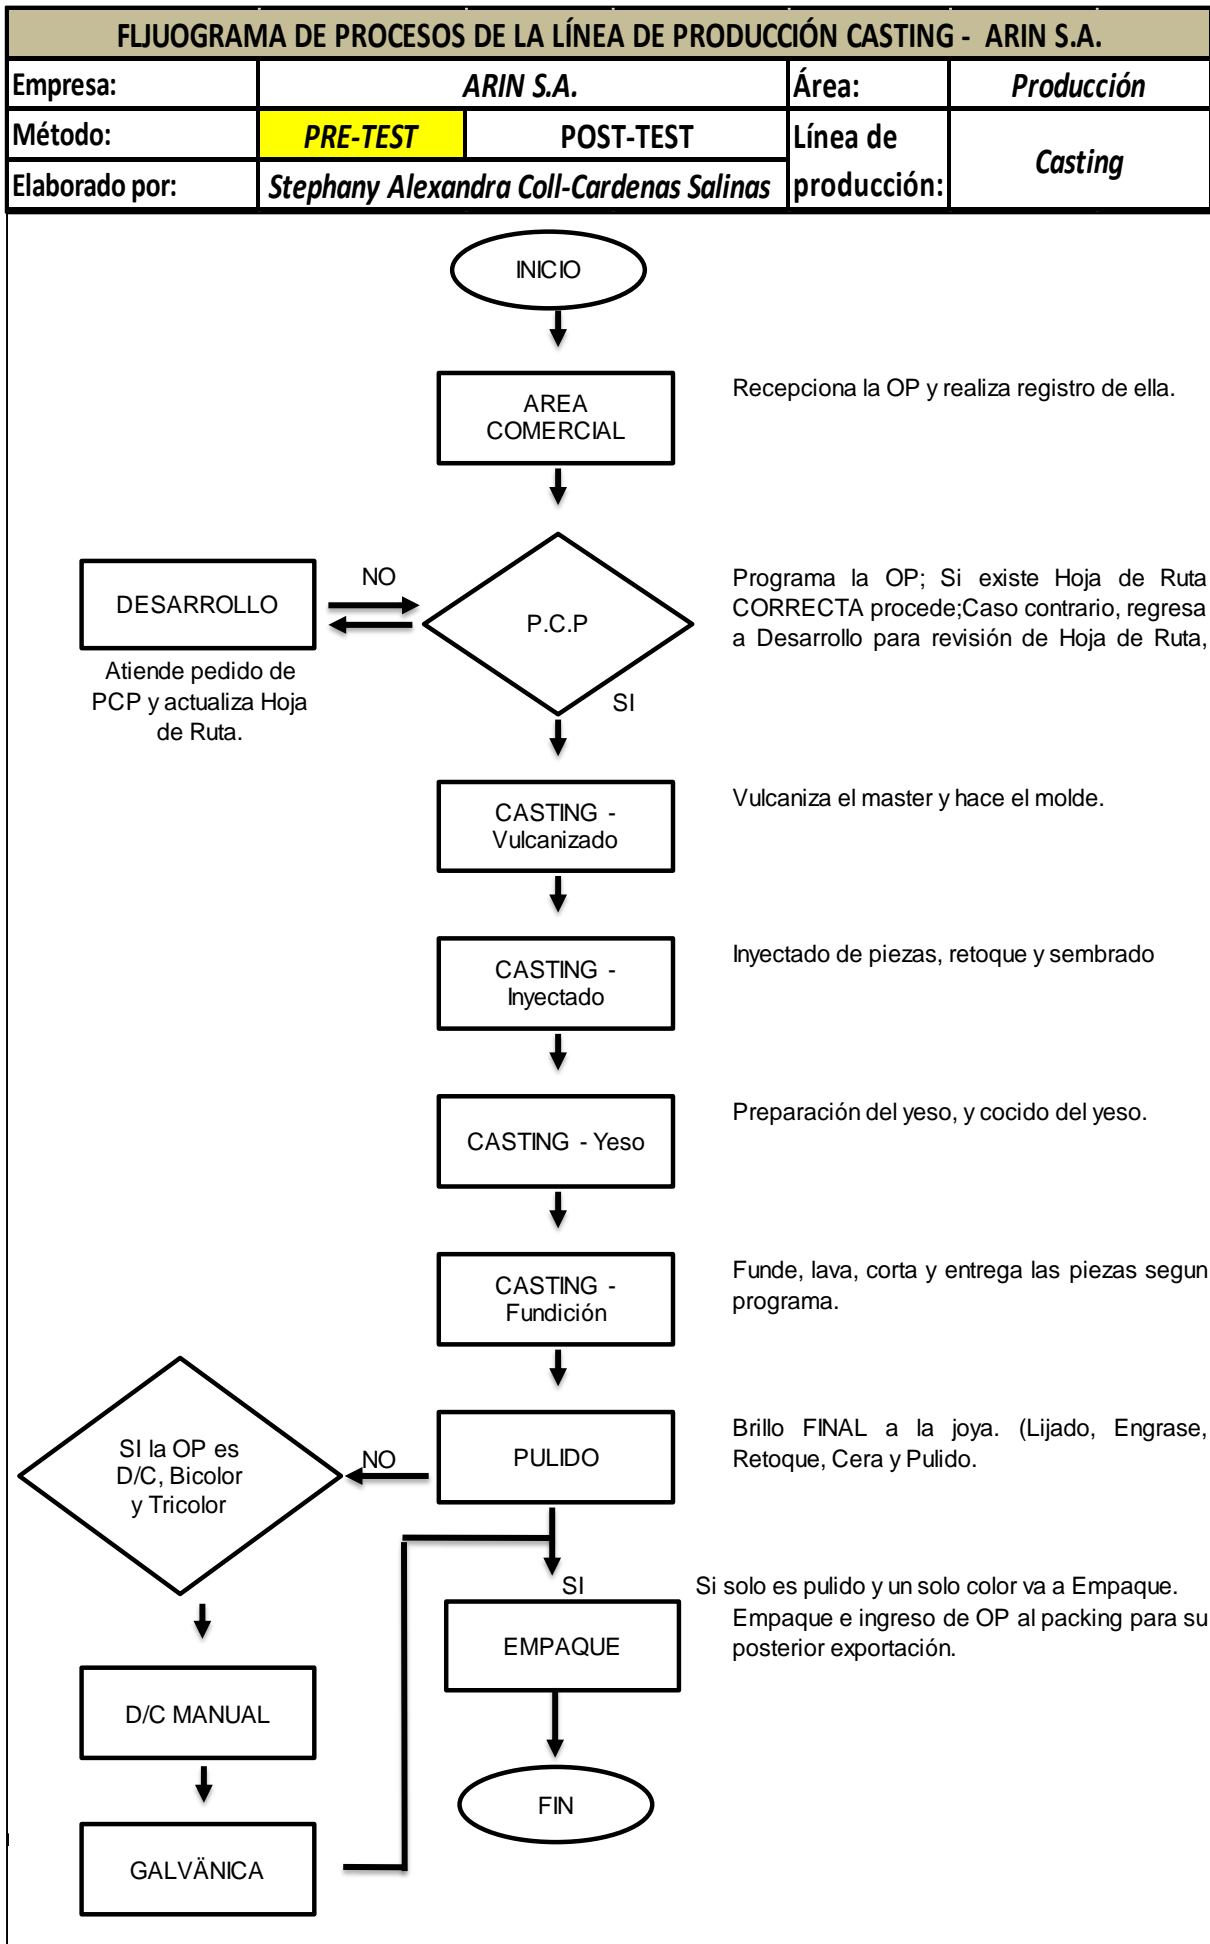 FLJUOGRAMA DE PROCESOS DE LA LÍNEA DE PRODUCCIÓN CASTING - ARIN S.A.
Empresa:
ARIN S.A.
Área:
Producción
Método:
PRE-TEST
POST-TEST
Línea de
producción:
Casting
Elaborado por:
Stephany Alexandra Coll-Cardenas Salinas
INICIO
AREA
COMERCIAL
Recepciona la OP y realiza registro de ella.
DESARROLLO
NO
P.C.P
SI
Programa la OP; Si existe Hoja de Ruta
CORRECTA procede;Caso contrario, regresa
a Desarrollo para revisión de Hoja de Ruta,
Atiende pedido de
PCP y actualiza Hoja
de Ruta.
CASTING -
Vulcanizado
Vulcaniza el master y hace el molde.
CASTING -
Inyectado
Inyectado de piezas, retoque y sembrado
CASTING - Yeso
Preparación del yeso, y cocido del yeso.
CASTING -
Fundición
Funde, lava, corta y entrega las piezas segun
programa.
SI la OP es
D/C, Bicolor
y Tricolor
NO
PULIDO
Brillo FINAL a la joya. (Lijado, Engrase,
Retoque, Cera y Pulido.
SI
Si solo es pulido y un solo color va a Empaque.
EMPAQUE
Empaque e ingreso de OP al packing para su
posterior exportación.
D/C MANUAL
FIN
GALVÄNICA